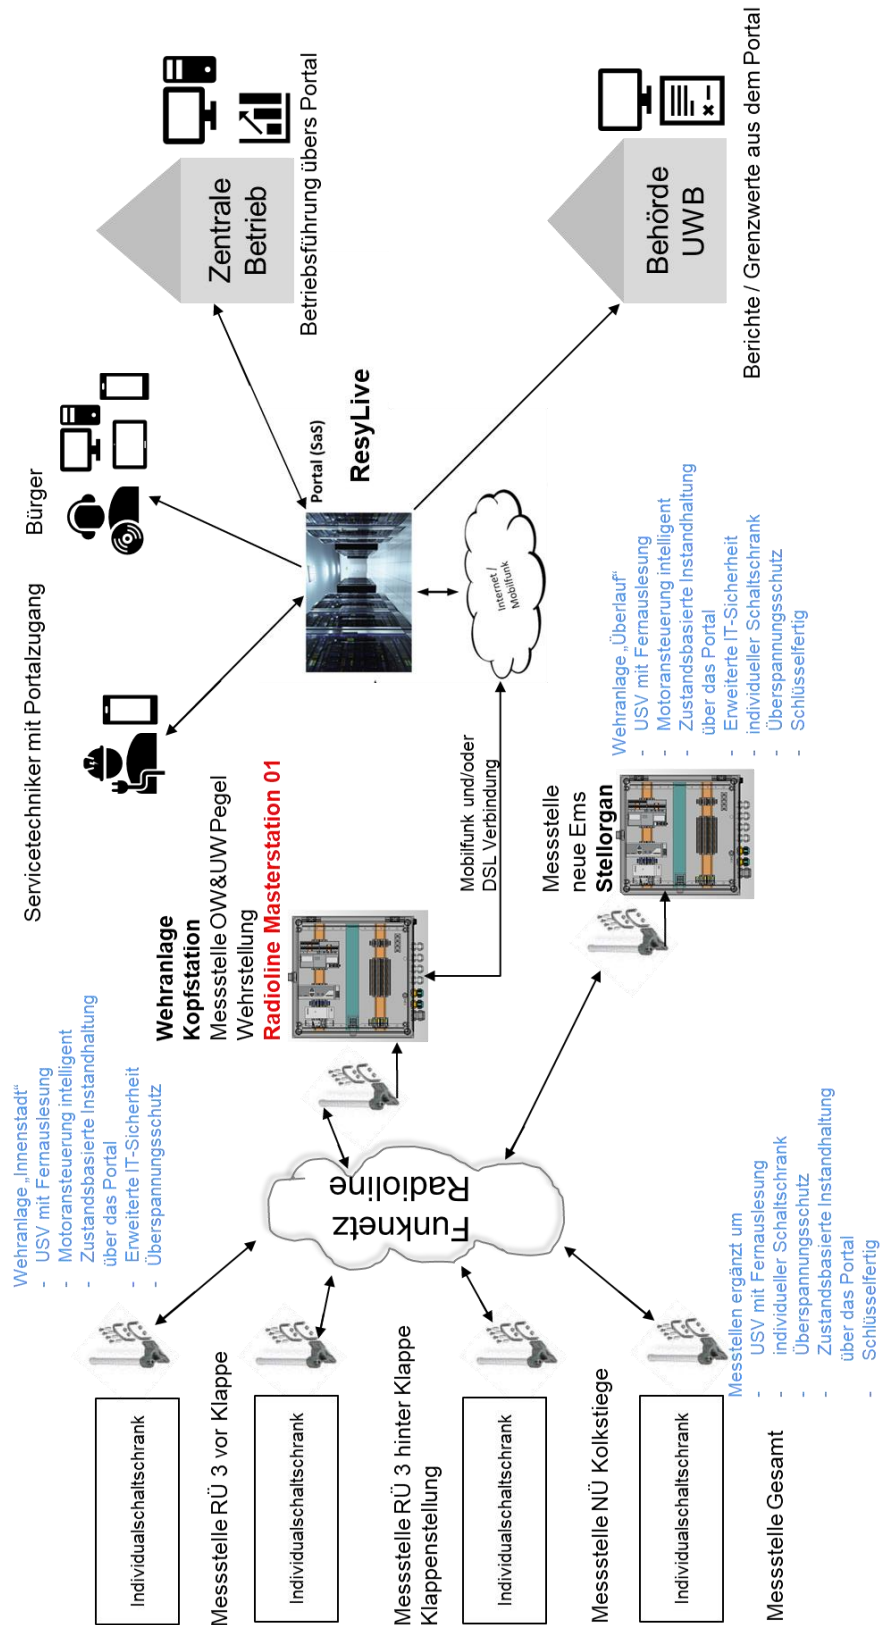 Servicetechniker mit Portalzugang
Bürger
Zentrale
Betrieb
Betriebsführung übers Portal
Portal (SaS)
ResyLive
Internet /
Mobilfunk
Behörde
UWB
Berichte / Grenzwerte aus dem Portal
Wehranlage „Innenstadt“
- USV mit Fernauslesung
- Motoransteuerung intelligent
- Zustandsbasierte Instandhaltung
über das Portal
- Erweiterte IT-Sicherheit
- Überspannungsschutz
Wehranlage
Kopfstation
Messstelle OW&UW Pegel
Wehrstellung
Radioline Masterstation 01
Mobilfunk und/oder
DSL Verbindung
Messstelle
neue Ems
Stellorgan
Wehranlage „Überlauf“
- USV mit Fernauslesung
- Motoransteuerung intelligent
- Zustandsbasierte Instandhaltung
über das Portal
- Erweiterte IT-Sicherheit
- individueller Schaltschrank
- Überspannungsschutz
- Schlüsselfertig
Funknetz
Radioline
Individualschaltschrank
Messstelle RÜ 3 vor Klappe
Individualschaltschrank
Messstelle RÜ 3 hinter Klappe
Klappenstellung
Individualschaltschrank
Messstelle NÜ Kolkstiege
Individualschaltschrank
Messstelle Gesamt
Messstellen ergänzt um
- USV mit Fernauslesung
- individueller Schaltschrank
- Überspannungsschutz
- Zustandsbasierte Instandhaltung
über das Portal
- Schlüsselfertig